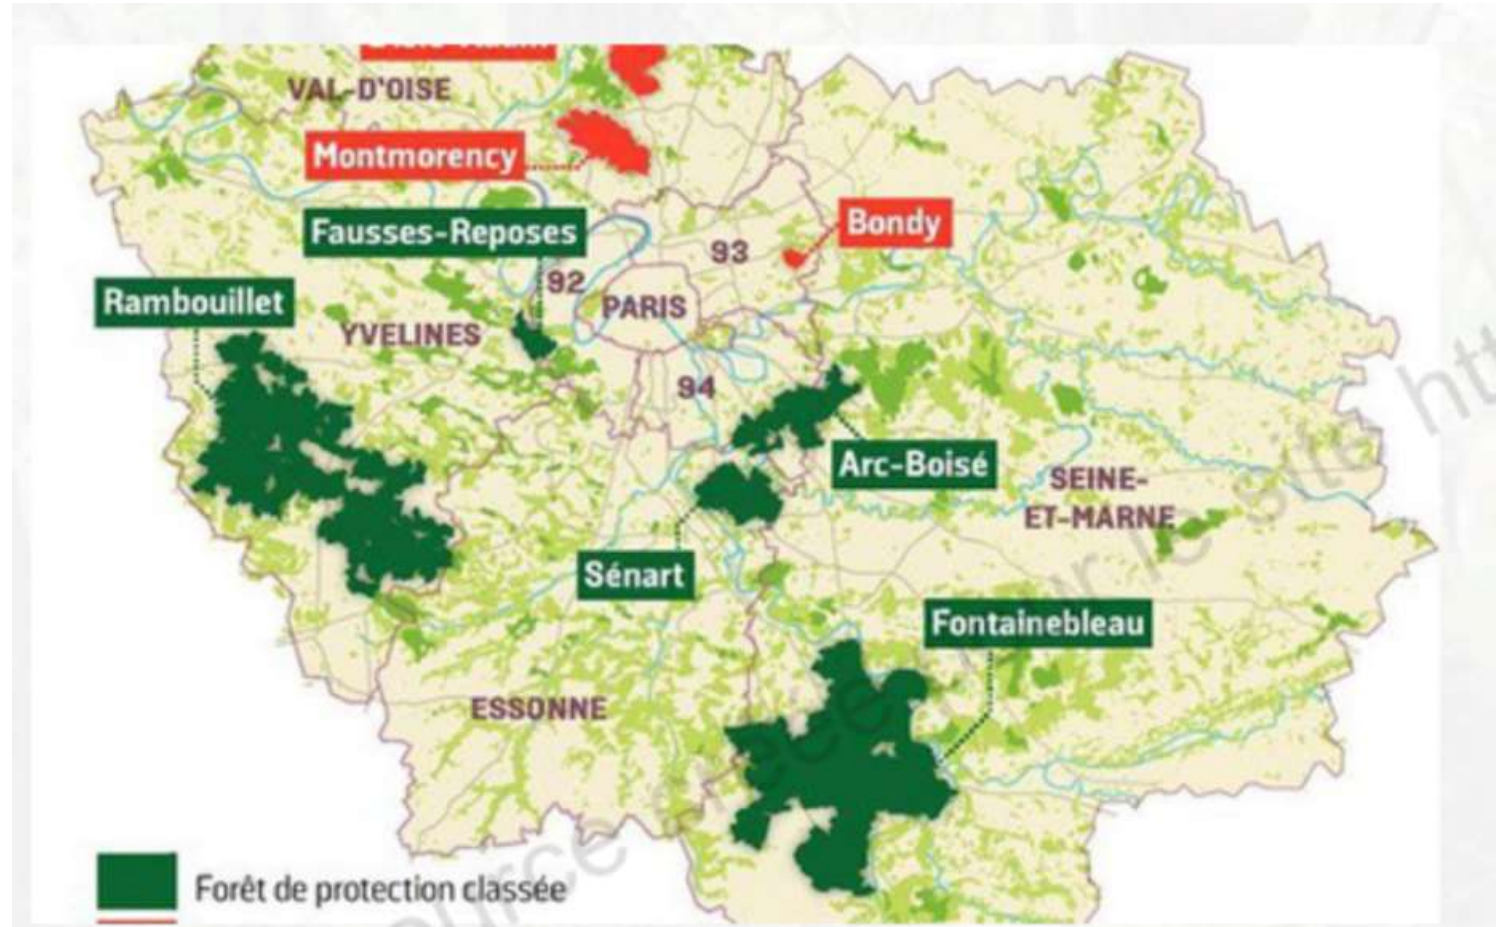 VAL-D'OISE
Montmorency
Fausses-Reposes
Bondy
93
92
PARIS
Rambouillet
YVELINES
94
Arc-Boisé
SEINE-
ET-MARNE
Sénart
Fontainebleau
ESSONNE
Forêt de protection classée